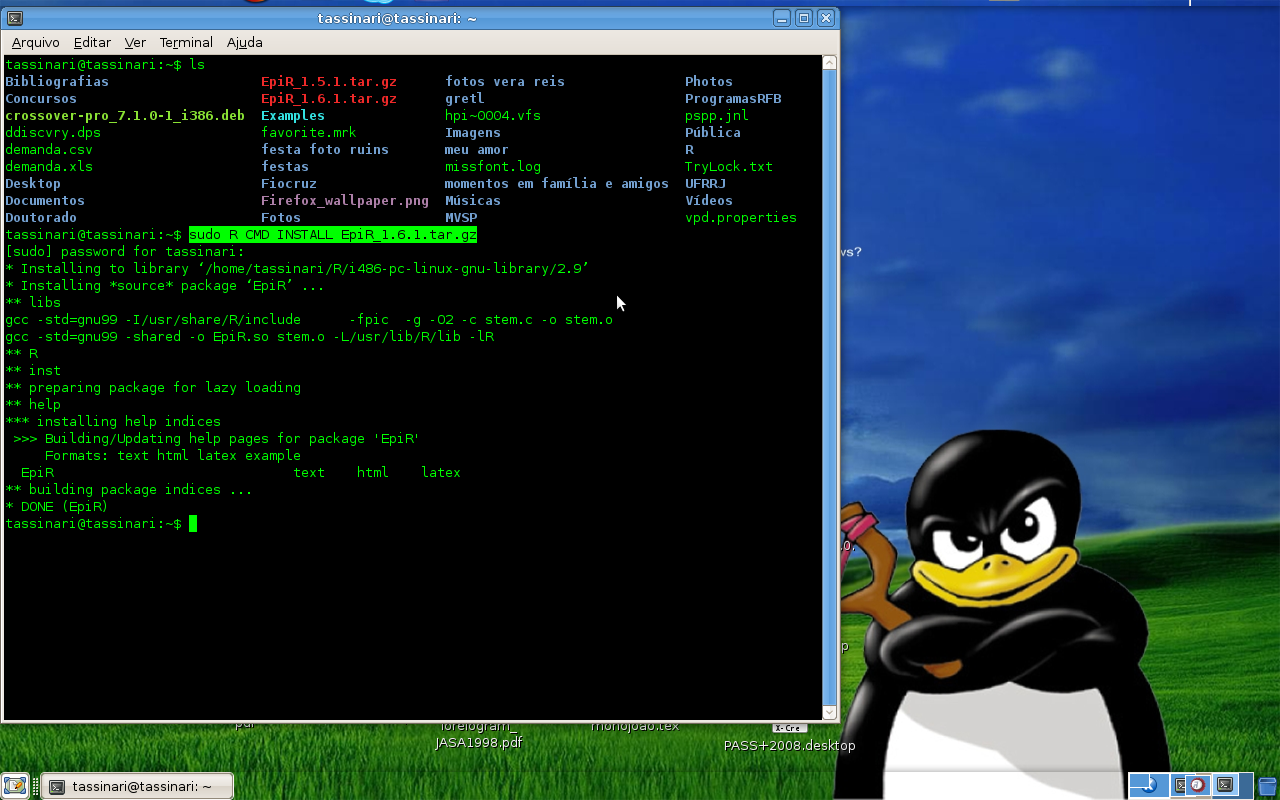 tassinari@tassinari: ~
Arquivo Editar Ver Terminal Ajuda
tassinari@tassinari:~$ ls
Bibliografias EpiR_1.5.1.tar.gz fotos vera reis Photos
Concursos EpiR_1.6.1.tar.gz gretl ProgramasRFB
crossover-pro_7.1.0-1_i386.deb Examples hpi~0004.vfs pspp.jnl
ddiscvry.dps favorite.mrk Imagens Pública
demanda.csv festa foto ruins meu amor R
demanda.xls festas missfont.log TryLock.txt
Desktop Fiocruz momentos em família e amigos UFRRJ
Documentos Firefox_wallpaper.png Músicas Vídeos
Doutorado Fotos MVSP vpd.properties
tassinari@tassinari:~$ sudo R CMD INSTALL EpiR_1.6.1.tar.gz
[sudo] password for tassinari:
* Installing to library ‘/home/tassinari/R/i486-pc-linux-gnu-library/2.9’
* Installing *source* package ‘EpiR’ ...
** libs
gcc -std=gnu99 -I/usr/share/R/include -fpic -g -O2 -c stem.c -o stem.o
gcc -std=gnu99 -shared -o EpiR.so stem.o -L/usr/lib/R/lib -lR
** R
** inst
** preparing package for lazy loading
** help
*** installing help indices
>>> Building/Updating help pages for package 'EpiR'
Formats: text html latex example
EpiR text html latex
** building package indices ...
* DONE (EpiR)
tassinari@tassinari:~$
ws?
.0.
p
monojoao.tex
X-Cre
JASA1998.pdf
PASS+2008.desktop
tassinari@tassinari: ~